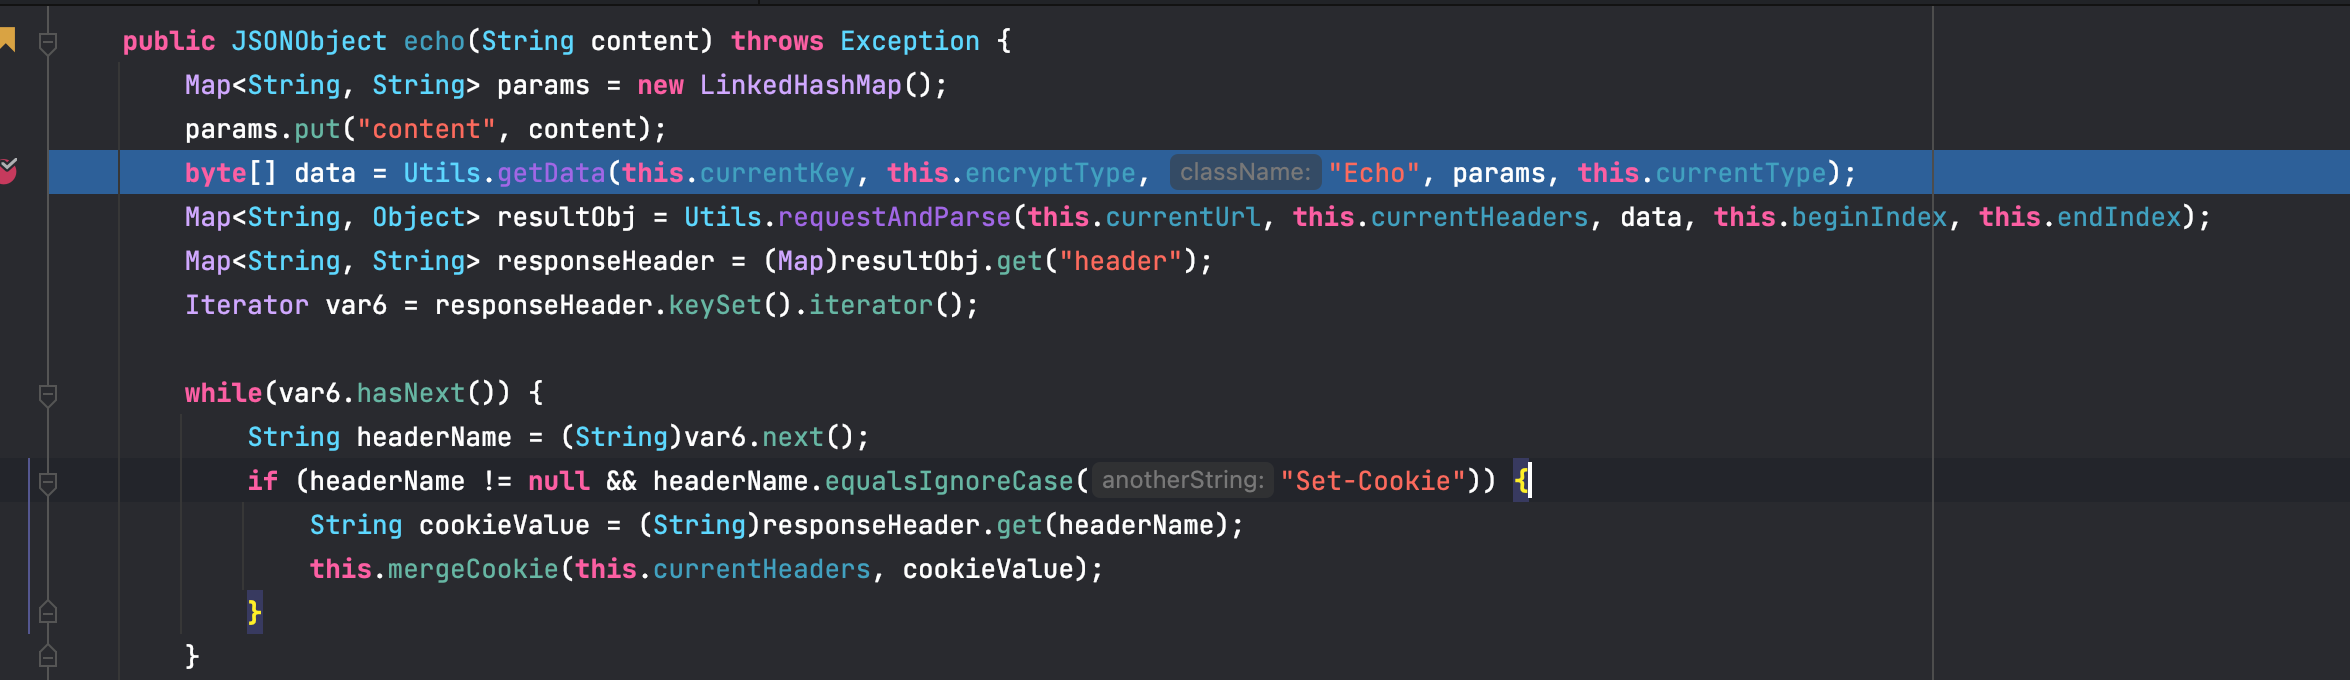 public JSONObject echo(String content) throws Exception {
Map<String, String> params = new LinkedHashMap();
params.put("content", content);
byte[] data = Utils.getData(this.currentKey, this.encryptType, className: "Echo", params, this.currentType);
Map<String, Object> resultObj = Utils.requestAndParse(this.currentUrl, this.currentHeaders, data, this.beginIndex, this.endIndex);
Map<String, String> responseHeader = (Map)resultObj.get("header");
Iterator var6 = responseHeader.keySet().iterator();
while(var6.hasNext()) {
String headerName = (String)var6.next();
if (headerName != null && headerName.equalsIgnoreCase( anotherString: "Set-Cookie")) {
String cookieValue = (String)responseHeader.get(headerName);
this.mergeCookie(this.currentHeaders, cookieValue);
}
}